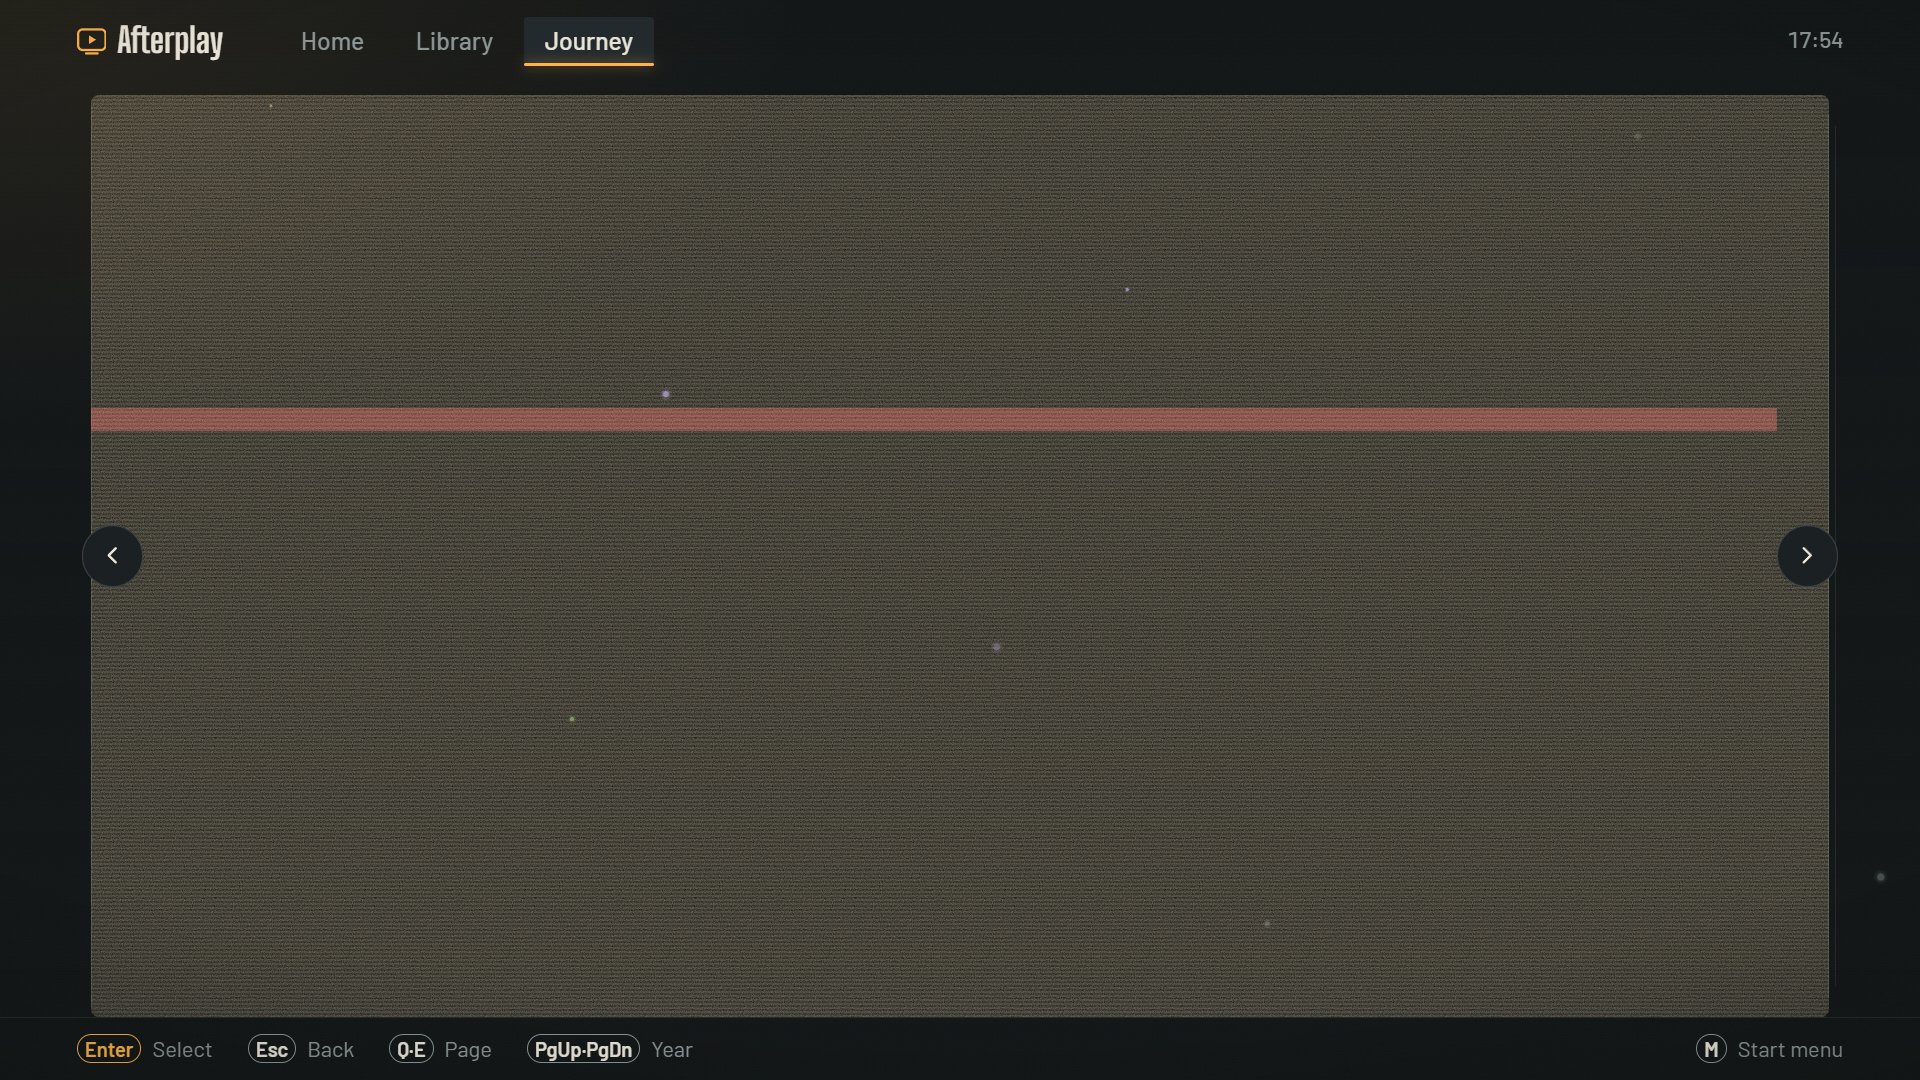 Afterplay
Home
Library
Journey
17:54
Enter Select
Esc Back
Q·E Page
PgUp·PgDn Year
M Start menu